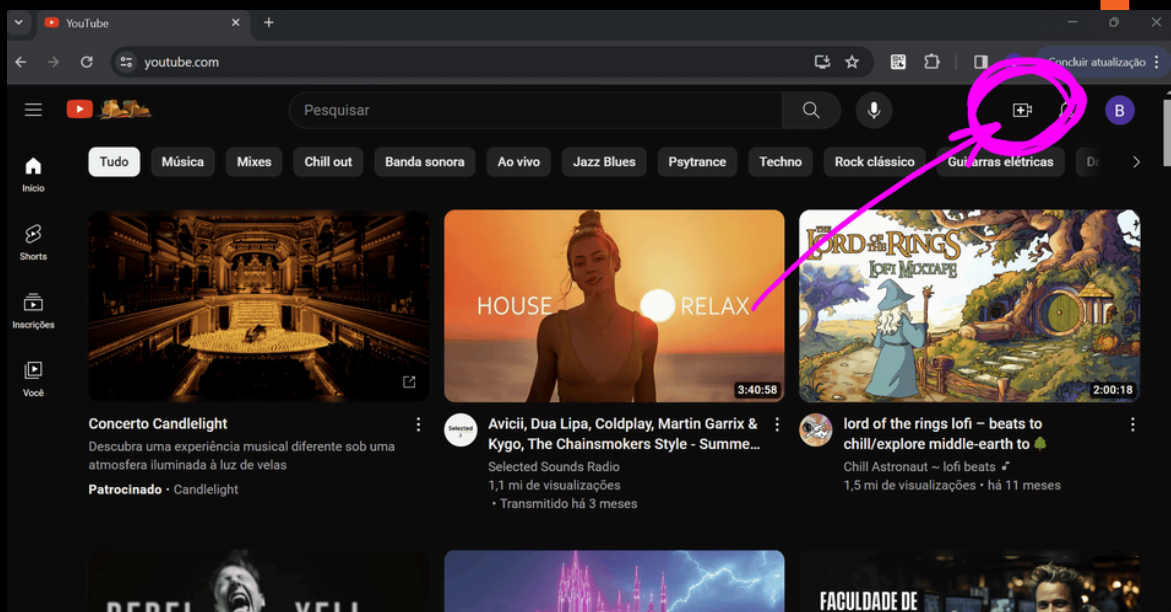 YouTube
youtube.com
Concluir atualização
Pesquisar
B
Tudo
Música
Mixes
Chill out
Banda sonora
Ao vivo
Jazz Blues
Psytrance
Techno
Rock clássico
Guitarras elétricas
Início
Shorts
Inscrições
Você
HOUSE RELAX
3:40:58
THE
LORD OF THE RINGS
LOFI MIXTAPE
2:00:18
Concerto Candlelight
Descubra uma experiência musical diferente sob uma
atmosfera iluminada à luz de velas
Patrocinado • Candlelight
Selected
Avicii, Dua Lipa, Coldplay, Martin Garrix &
Kygo, The Chainsmokers Style - Summe...
Selected Sounds Radio
1,1 mi de visualizações
• Transmitido há 3 meses
lord of the rings lofi – beats to
chill/explore middle-earth to
Chill Astronaut ~ lofi beats
1,5 mi de visualizações • há 11 meses
REBEL YELL
FACULDADE DE